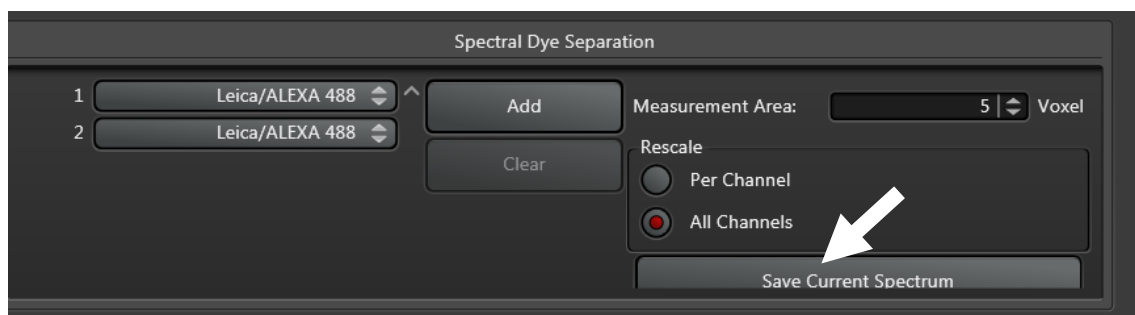 Spectral Dye Separation
1 Leica/ALEXA 488
2 Leica/ALEXA 488
Add
Clear
Measurement Area: 5 Voxel
Rescale
Per Channel
All Channels
Save Current Spectrum